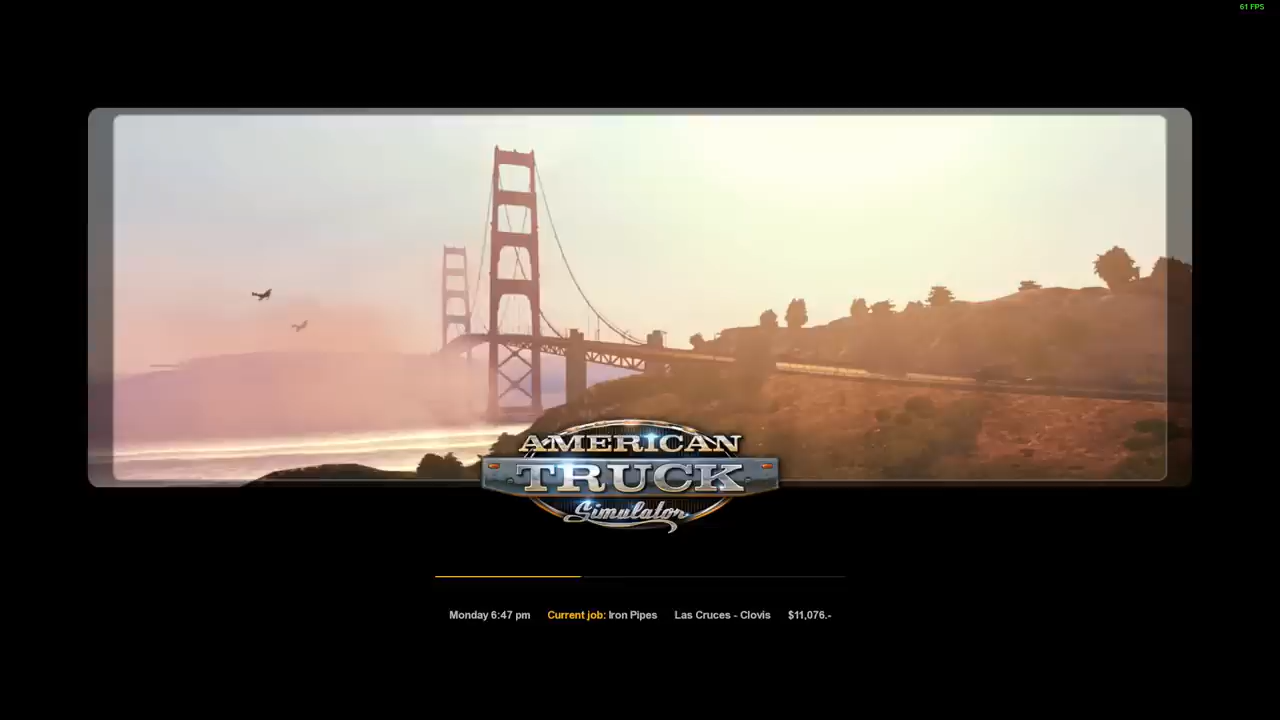 61 FPS
AMERICAN
TRUCK
Simulator
Monday 6:47 pm Current job: Iron Pipes Las Cruces - Clovis $11,076.-